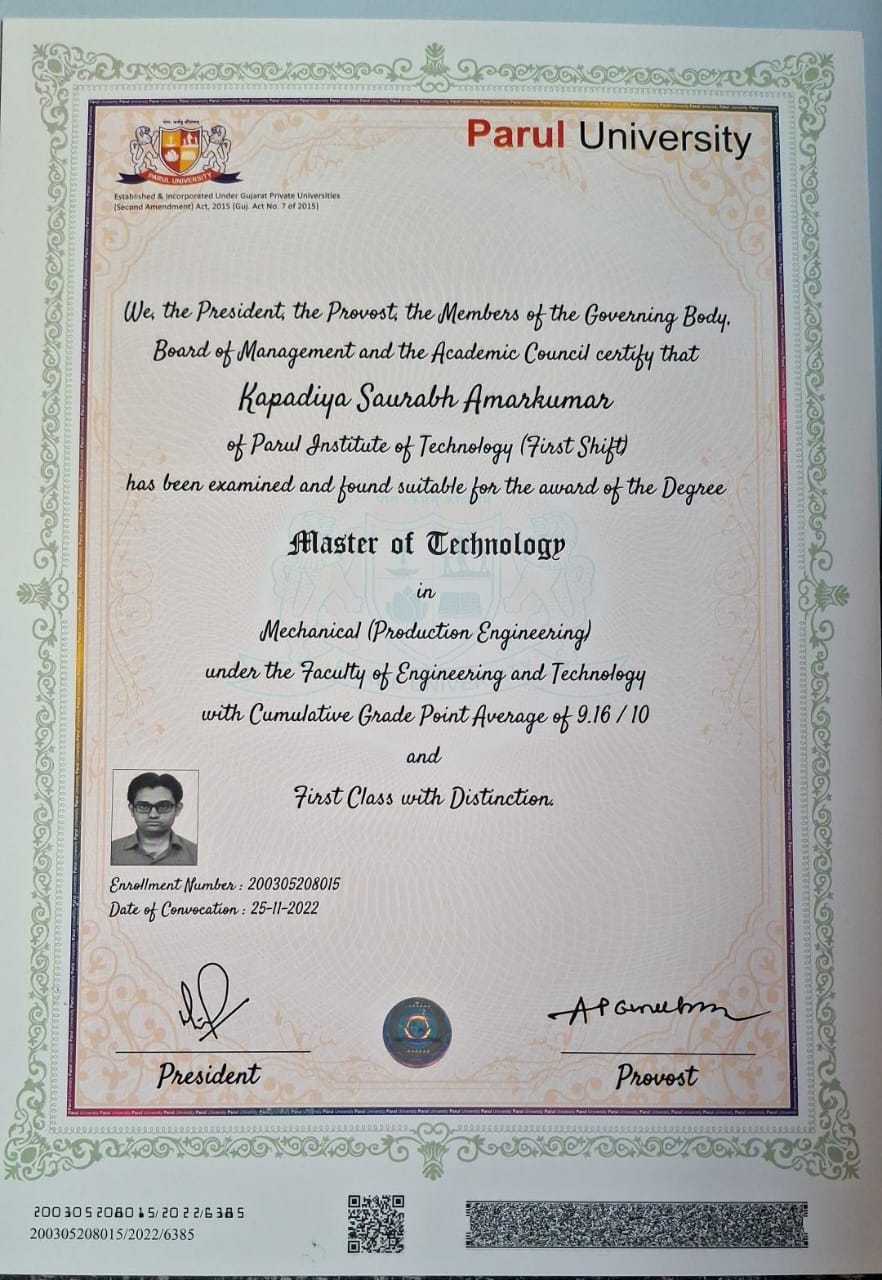 PARUL UNIVERSITY
Parul University
Established & Incorporated Under Gujarat Private Universities
(Second Amendment) Act, 2015 (Guj. Act No. 7 of 2015)
We, the President, the Provost, the Members of the Governing Body,
Board of Management and the Academic Council certify that
Kapadiya Saurabh Amarkumar
of Parul Institute of Technology (First Shift)
has been examined and found suitable for the award of the Degree
Master of Technology
in
Mechanical (Production Engineering)
under the Faculty of Engineering and Technology
with Cumulative Grade Point Average of 9.16 / 10
and
First Class with Distinction.
Enrollment Number : 200305208015
Date of Convocation : 25-11-2022
President
Provost
200305208015/2022/6385
200305208015/2022/6385